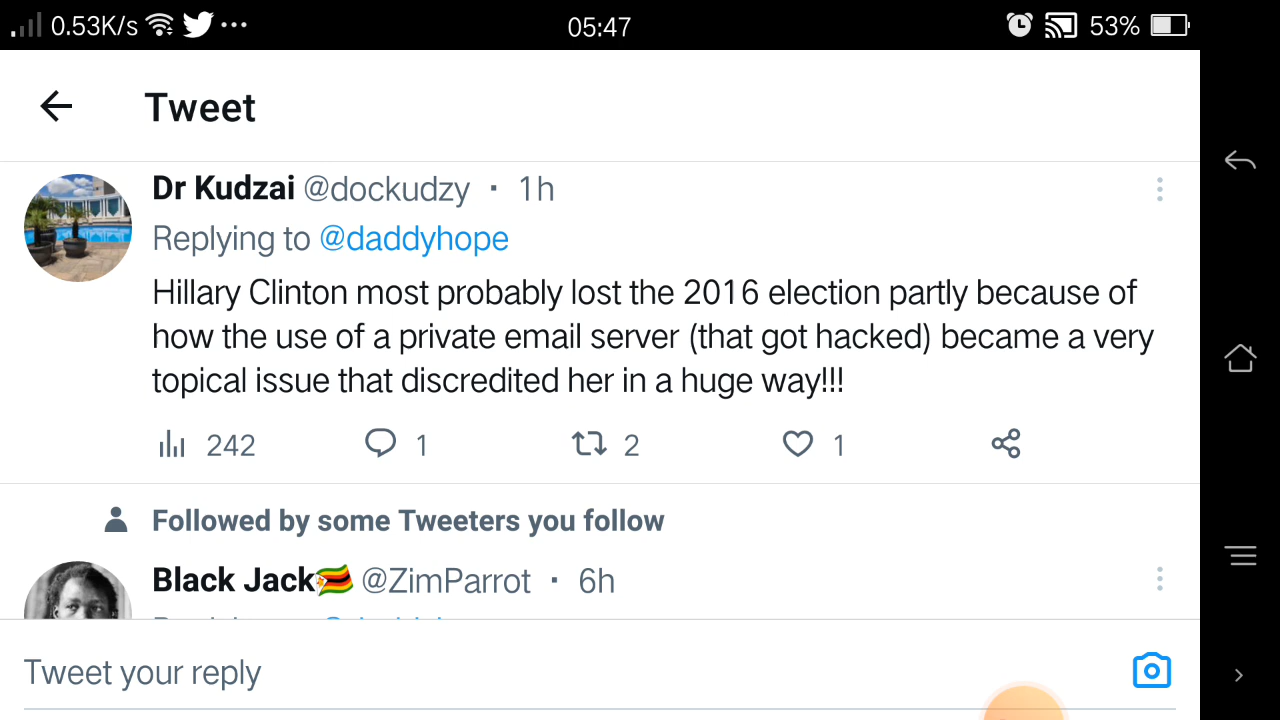 0.53K/s 05:47 53%
Tweet
Dr Kudzai @dockudzy · 1h
Replying to @daddyhope
Hillary Clinton most probably lost the 2016 election partly because of
how the use of a private email server (that got hacked) became a very
topical issue that discredited her in a huge way!!!
242 1 2 1
Followed by some Tweeters you follow
Black Jack🇿🇼 @ZimParrot · 6h
Tweet your reply